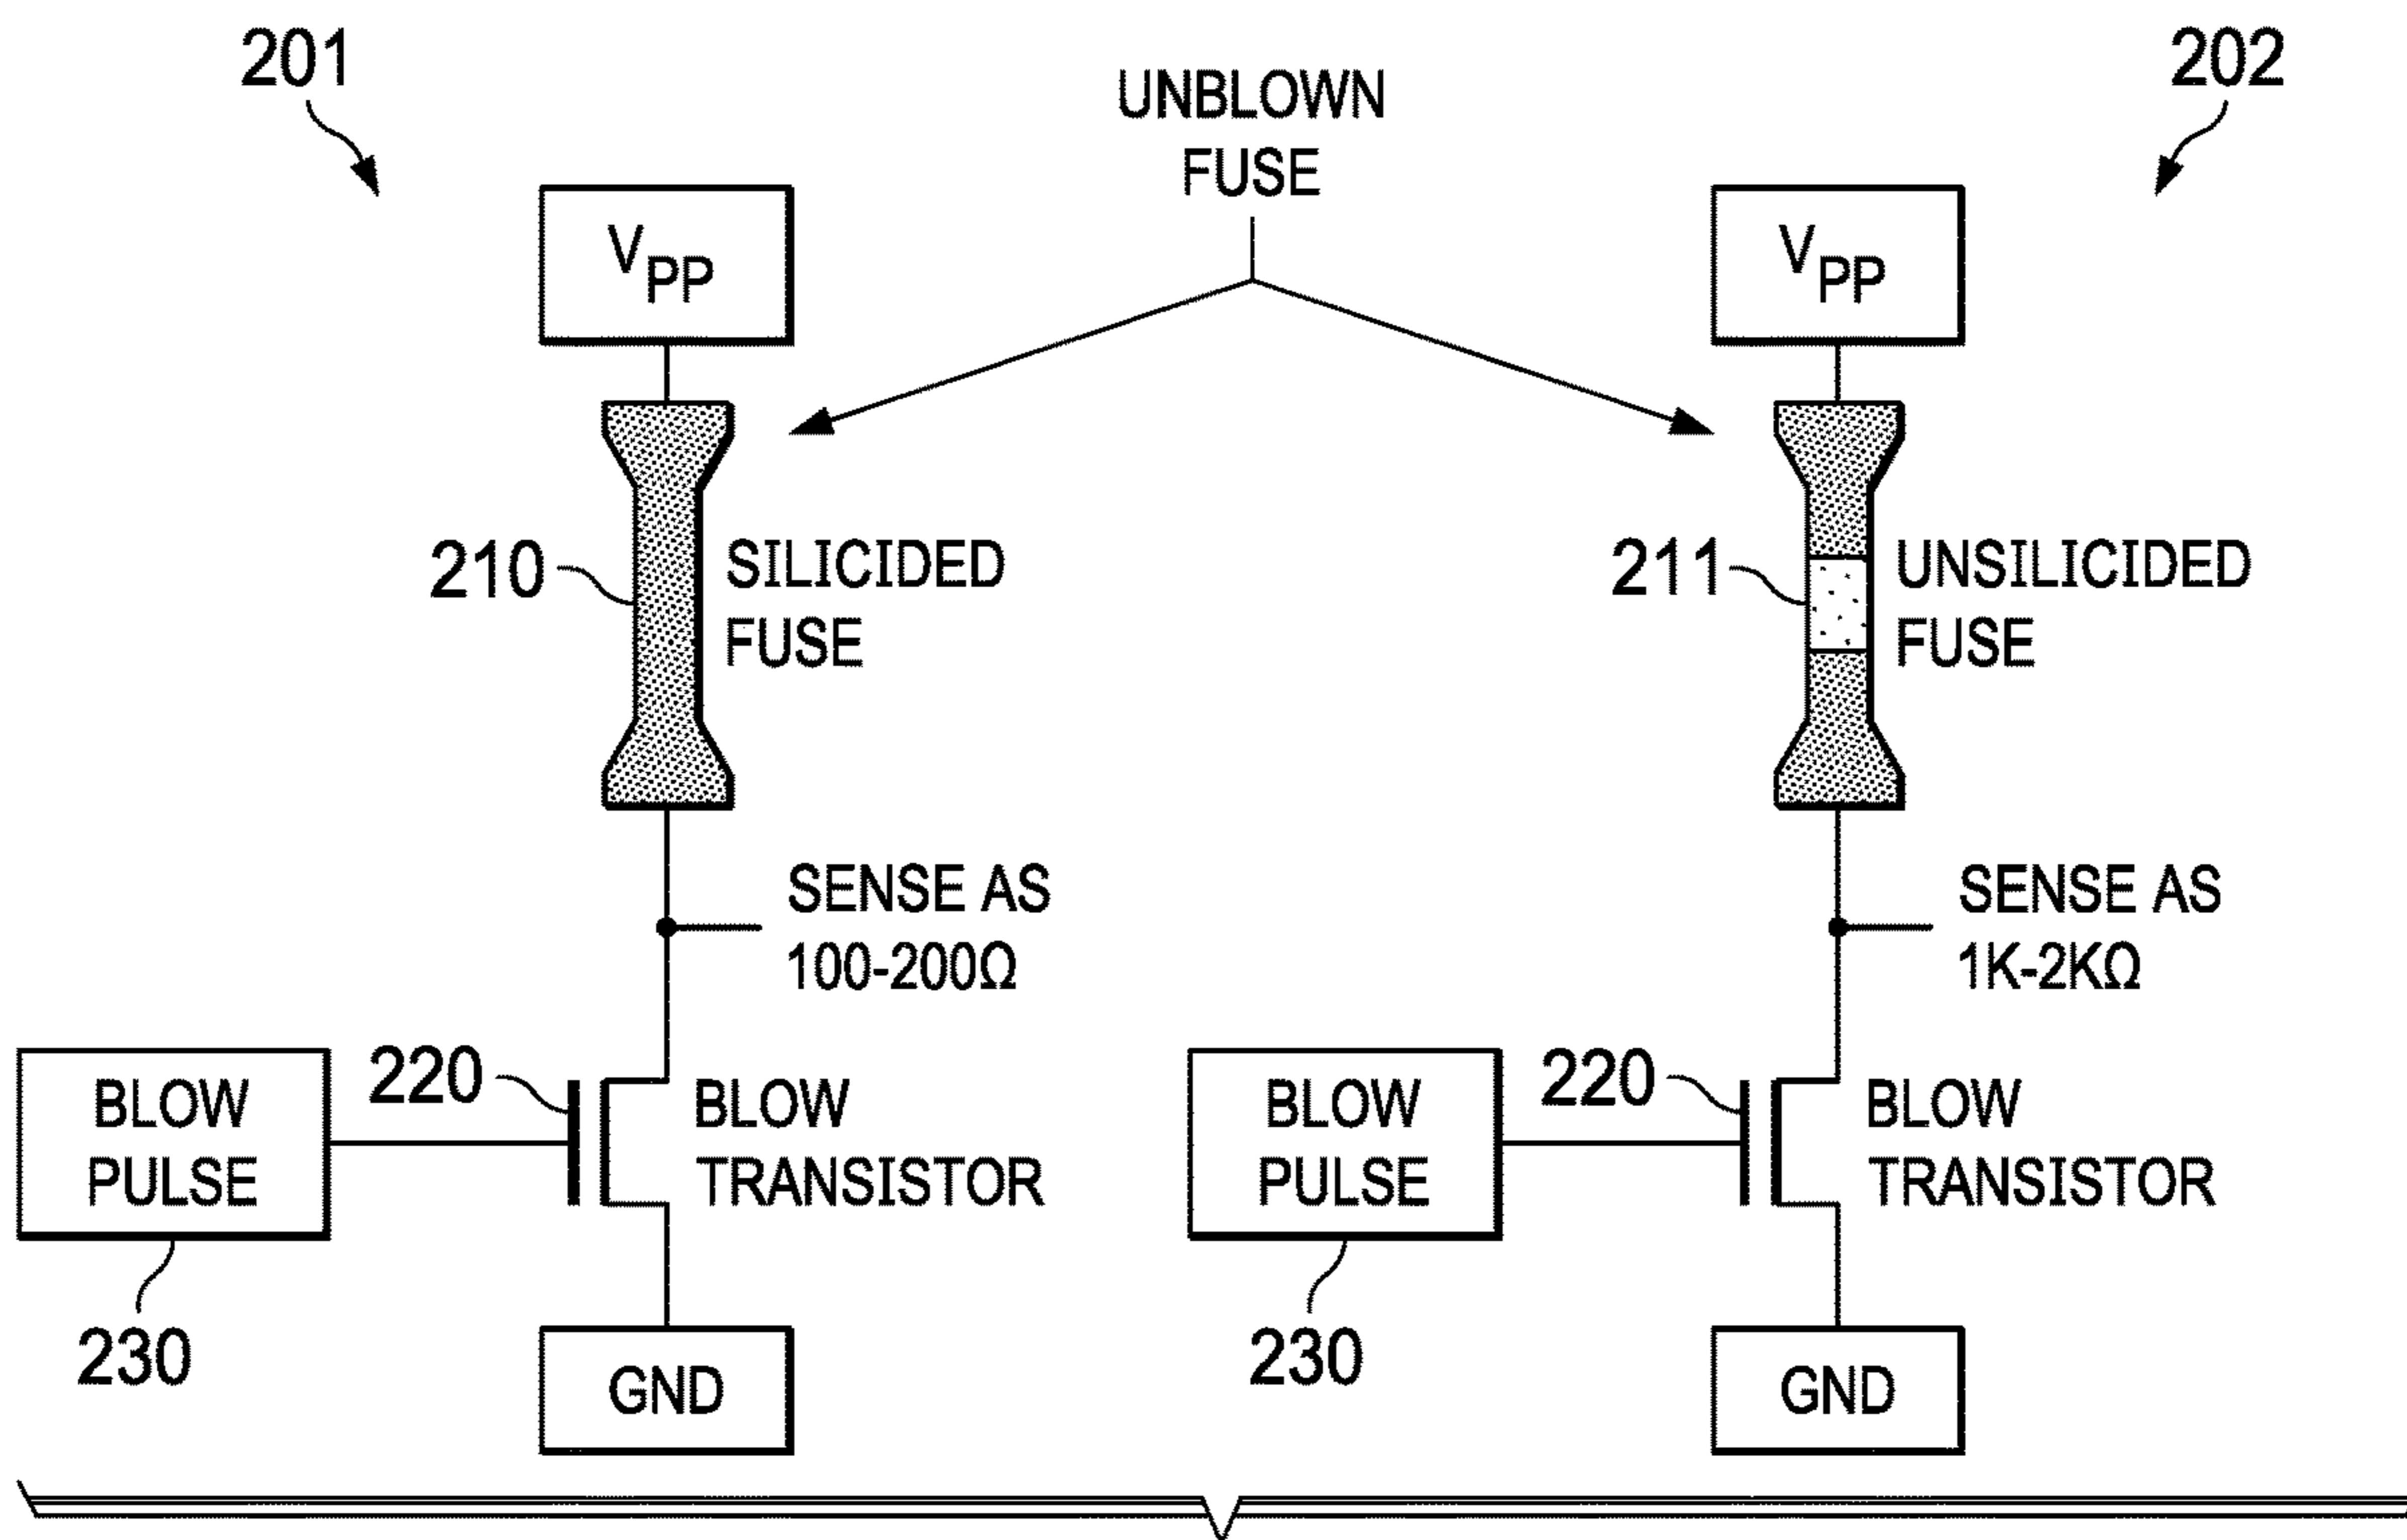 201
UNBLOWN
FUSE
202
VPP
VPP
210
SILICIDED
FUSE
211
UNSILICIDED
FUSE
SENSE AS
100-200Ω
SENSE AS
1K-2KΩ
BLOW
PULSE
220
BLOW
TRANSISTOR
BLOW
PULSE
220
BLOW
TRANSISTOR
230
GND
230
GND